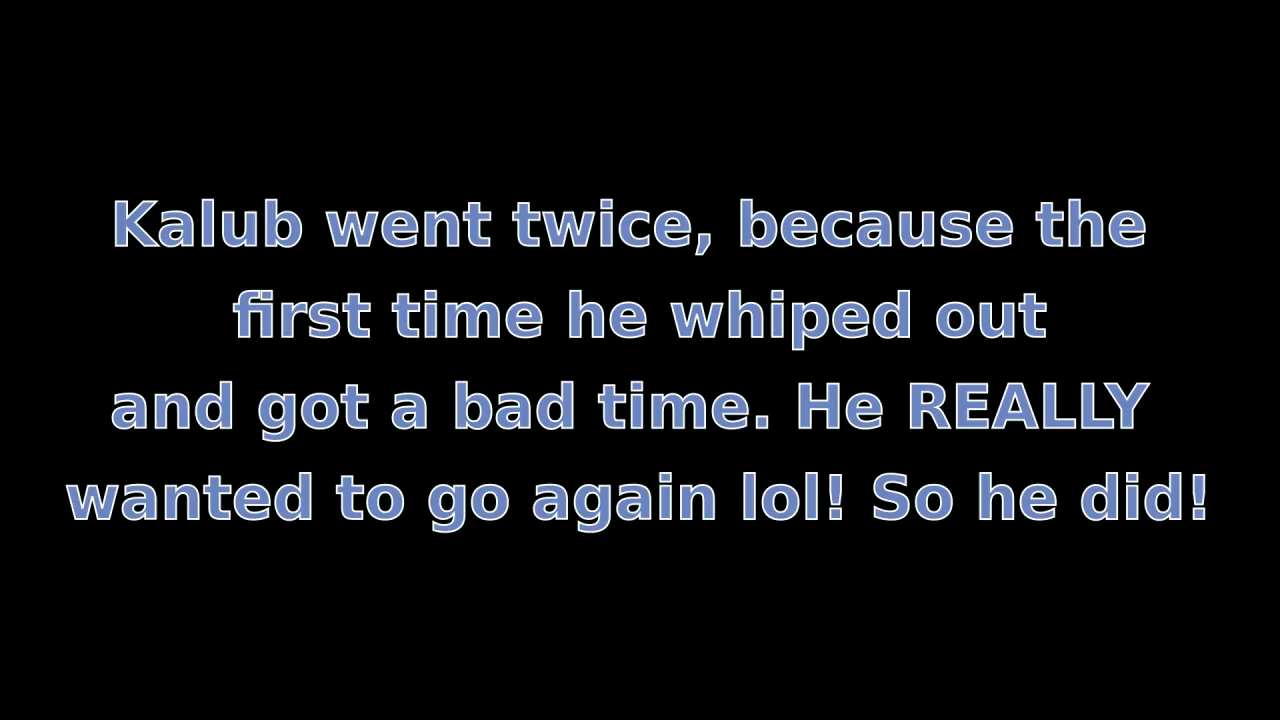 Kalub went twice, because the
first time he whiped out
and got a bad time. He REALLY
wanted to go again lol! So he did!